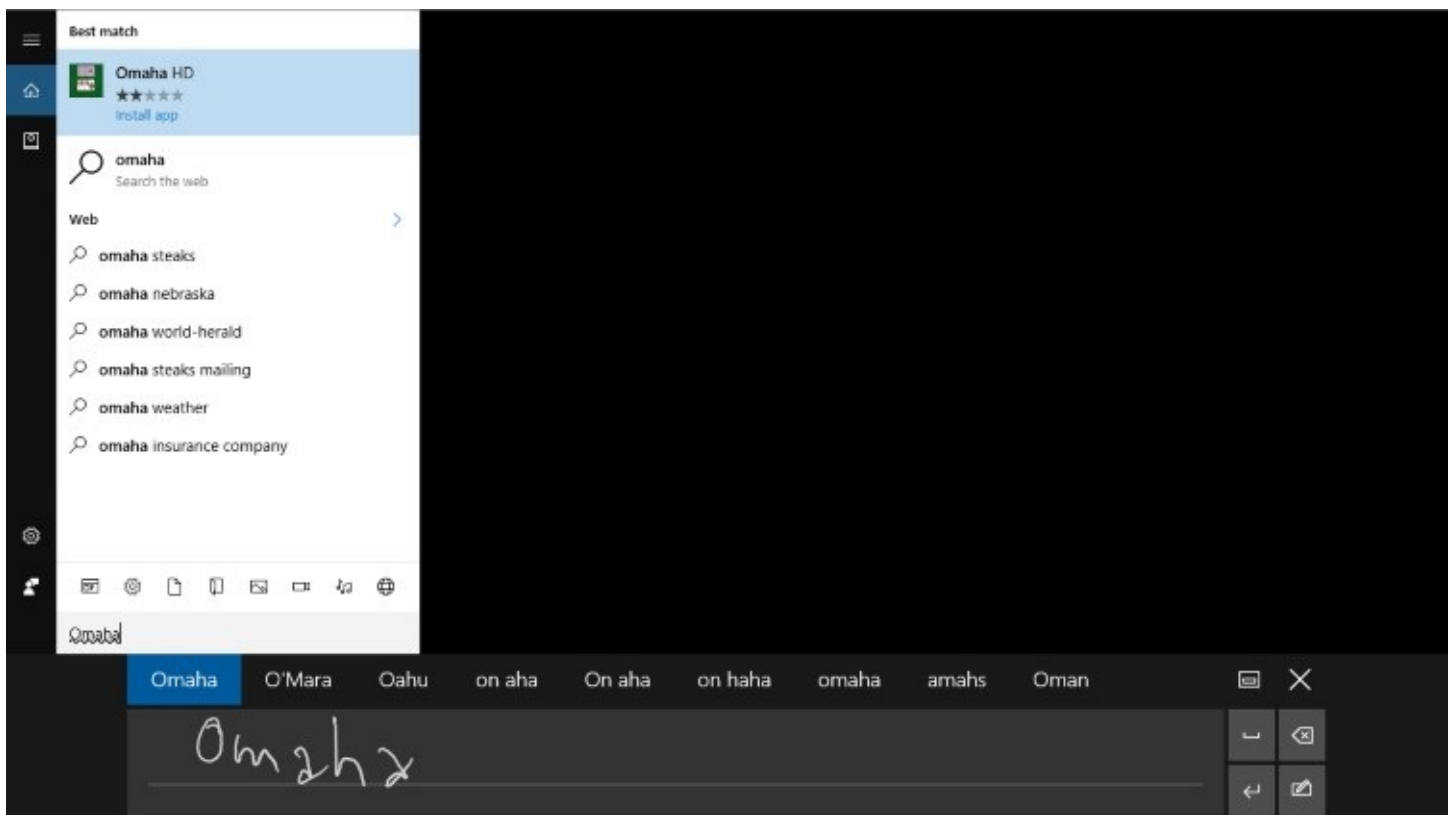 Best match
Omaha HD
Install app
omaha
Search the web
Web
omaha steaks
omaha nebraska
omaha world-herald
omaha steaks mailing
omaha weather
omaha insurance company
Omaha
Omaha O'Mara Oahu on aha On aha on haha omaha amahs Oman
Omaha